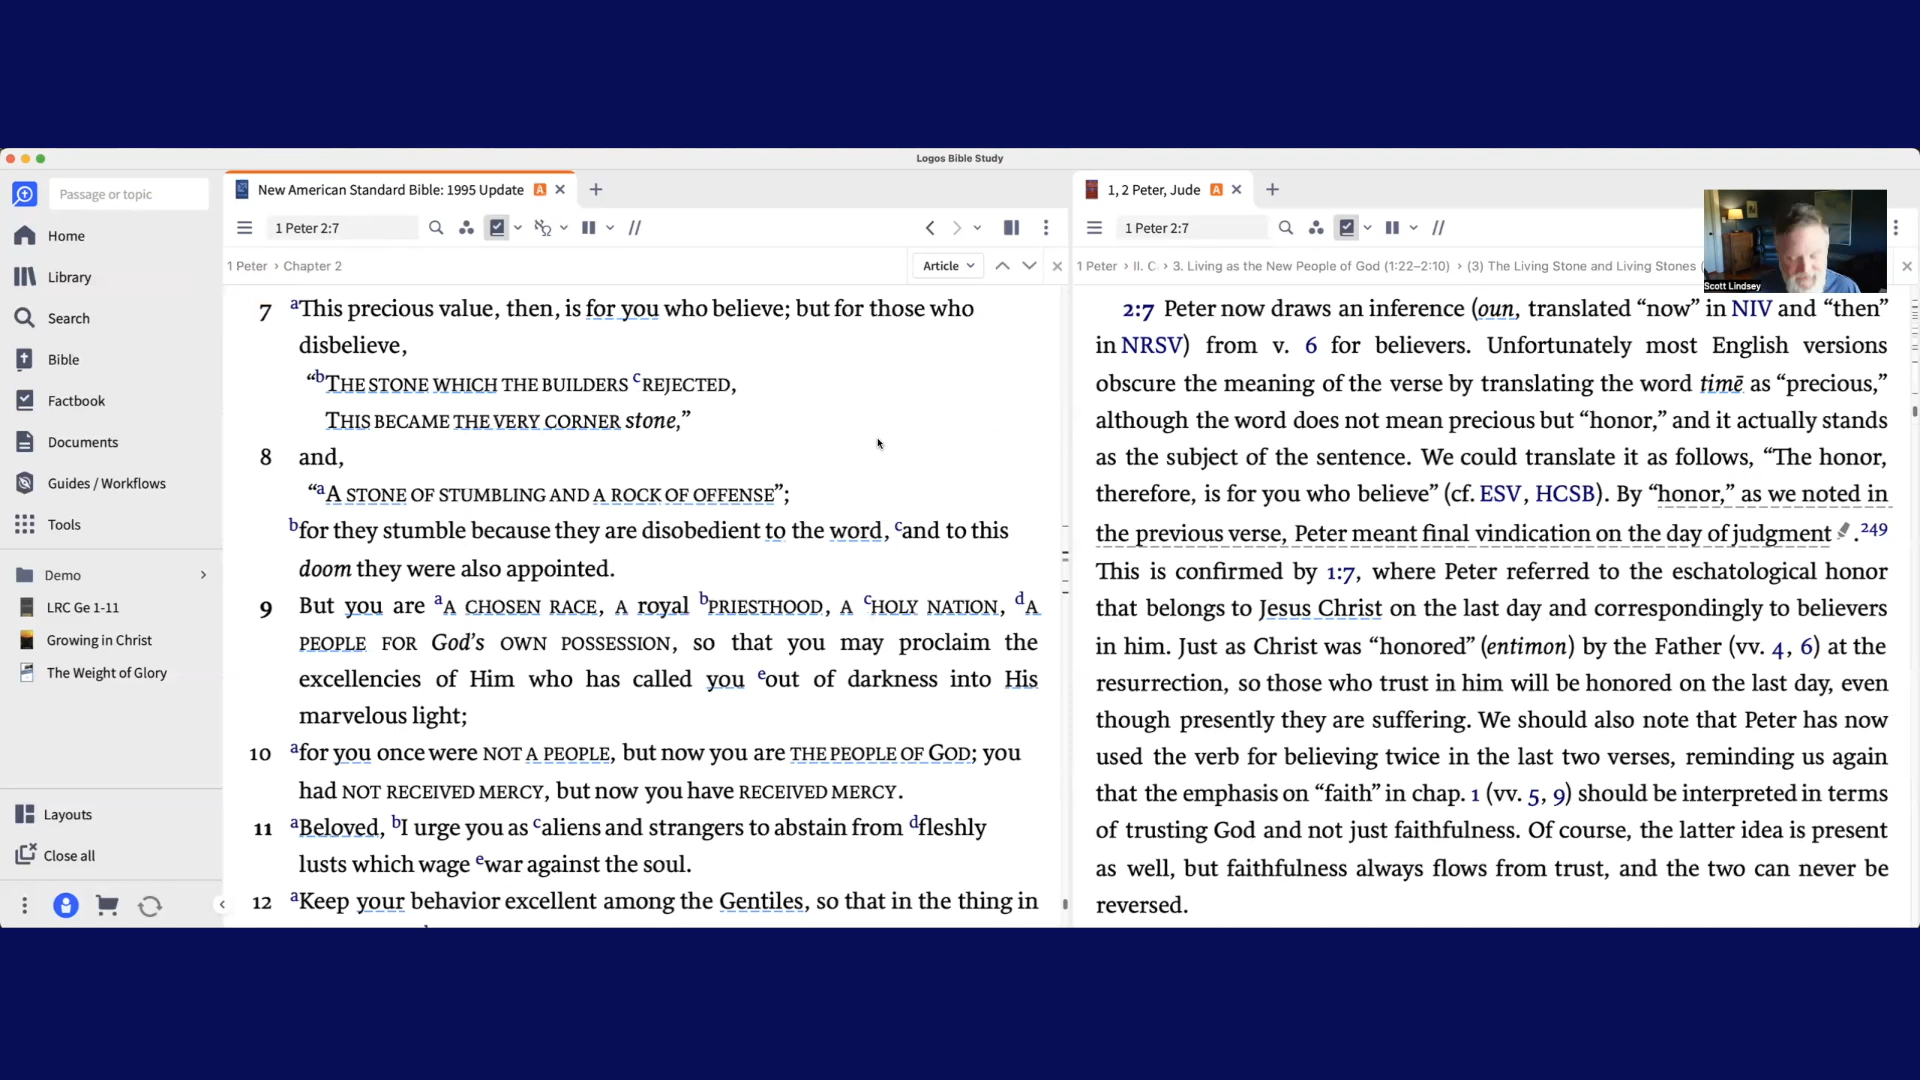 Logos Bible Study
Passage or topic
Home
Library
Search
Bible
Factbook
Documents
Guides / Workflows
Tools
Demo
LRC Ge 1-11
Growing in Christ
The Weight of Glory
Layouts
Close all
New American Standard Bible: 1995 Update A
1 Peter 2:7
1 Peter › Chapter 2
Article
7 aThis precious value, then, is for you who believe; but for those who
disbelieve,
“bTHE STONE WHICH THE BUILDERS cREJECTED,
THIS BECAME THE VERY CORNER stone,”
8 and,
“aA STONE OF STUMBLING AND A ROCK OF OFFENSE”;
bfor they stumble because they are disobedient to the word, cand to this
doom they were also appointed.
9 But you are aA CHOSEN RACE, A royal bPRIESTHOOD, A cHOLY NATION, dA
PEOPLE FOR God’s OWN POSSESSION, so that you may proclaim the
excellencies of Him who has called you eout of darkness into His
marvelous light;
10 afor you once were NOT A PEOPLE, but now you are THE PEOPLE OF GOD; you
had NOT RECEIVED MERCY, but now you have RECEIVED MERCY.
11 aBeloved, bI urge you as caliens and strangers to abstain from dfleshly
lusts which wage ewar against the soul.
12 aKeep your behavior excellent among the Gentiles, so that in the thing in
1, 2 Peter, Jude A
1 Peter 2:7
1 Peter › II. C › 3. Living as the New People of God (1:22–2:10) › (3) The Living Stone and Living Stones (
Scott Lindsey
2:7 Peter now draws an inference (oun, translated “now” in NIV and “then”
in NRSV) from v. 6 for believers. Unfortunately most English versions
obscure the meaning of the verse by translating the word timē as “precious,”
although the word does not mean precious but “honor,” and it actually stands
as the subject of the sentence. We could translate it as follows, “The honor,
therefore, is for you who believe” (cf. ESV, HCSB). By “honor,” as we noted in
the previous verse, Peter meant final vindication on the day of judgment .249
This is confirmed by 1:7, where Peter referred to the eschatological honor
that belongs to Jesus Christ on the last day and correspondingly to believers
in him. Just as Christ was “honored” (entimon) by the Father (vv. 4, 6) at the
resurrection, so those who trust in him will be honored on the last day, even
though presently they are suffering. We should also note that Peter has now
used the verb for believing twice in the last two verses, reminding us again
that the emphasis on “faith” in chap. 1 (vv. 5, 9) should be interpreted in terms
of trusting God and not just faithfulness. Of course, the latter idea is present
as well, but faithfulness always flows from trust, and the two can never be
reversed.